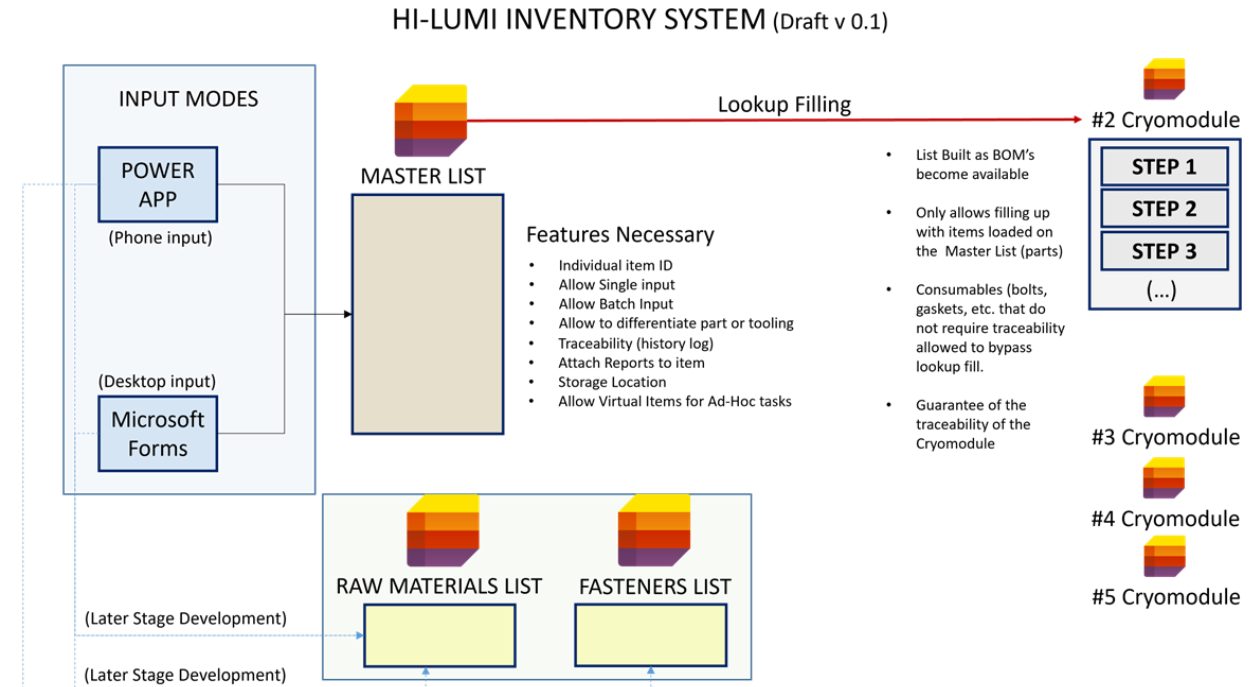 HI-LUMI INVENTORY SYSTEM (Draft v 0.1)
INPUT MODES
POWER
APP
(Phone input)
(Desktop input)
Microsoft
Forms
MASTER LIST
Lookup Filling
Features Necessary
• Individual item ID
• Allow Single input
• Allow Batch Input
• Allow to differentiate part or tooling
• Traceability (history log)
• Attach Reports to item
• Storage Location
• Allow Virtual Items for Ad-Hoc tasks
• List Built as BOM's
become available
• Only allows filling up
with items loaded on
the Master List (parts)
• Consumables (bolts,
gaskets, etc. that do
not require traceability
allowed to bypass
lookup fill.
• Guarantee of the
traceability of the
Cryomodule
#2 Cryomodule
STEP 1
STEP 2
STEP 3
(...)
#3 Cryomodule
#4 Cryomodule
#5 Cryomodule
RAW MATERIALS LIST
FASTENERS LIST
(Later Stage Development)
(Later Stage Development)